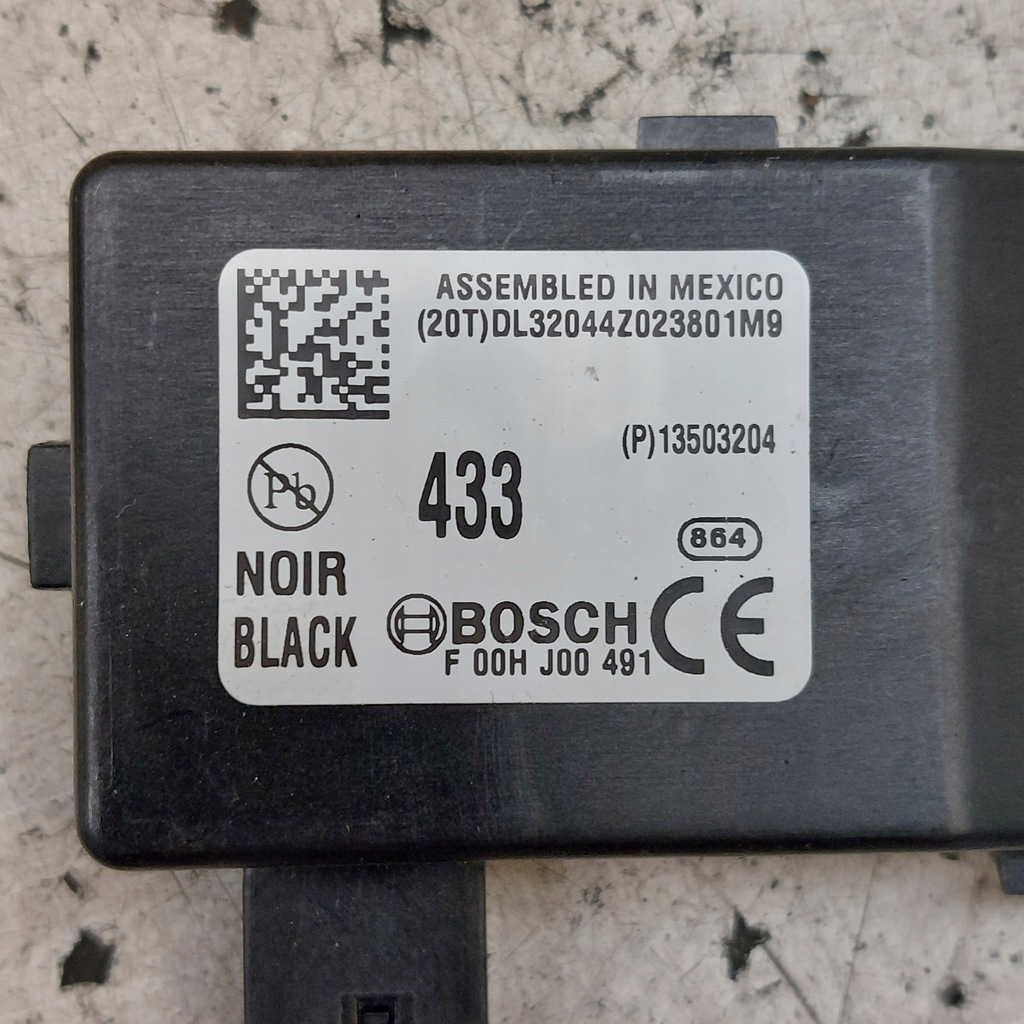 ASSEMBLED IN MEXICO
(20T)DL32044Z023801M9
(P)13503204
Pb
433
864
NOIR
BLACK
BOSCH
CE
F 00H J00 491